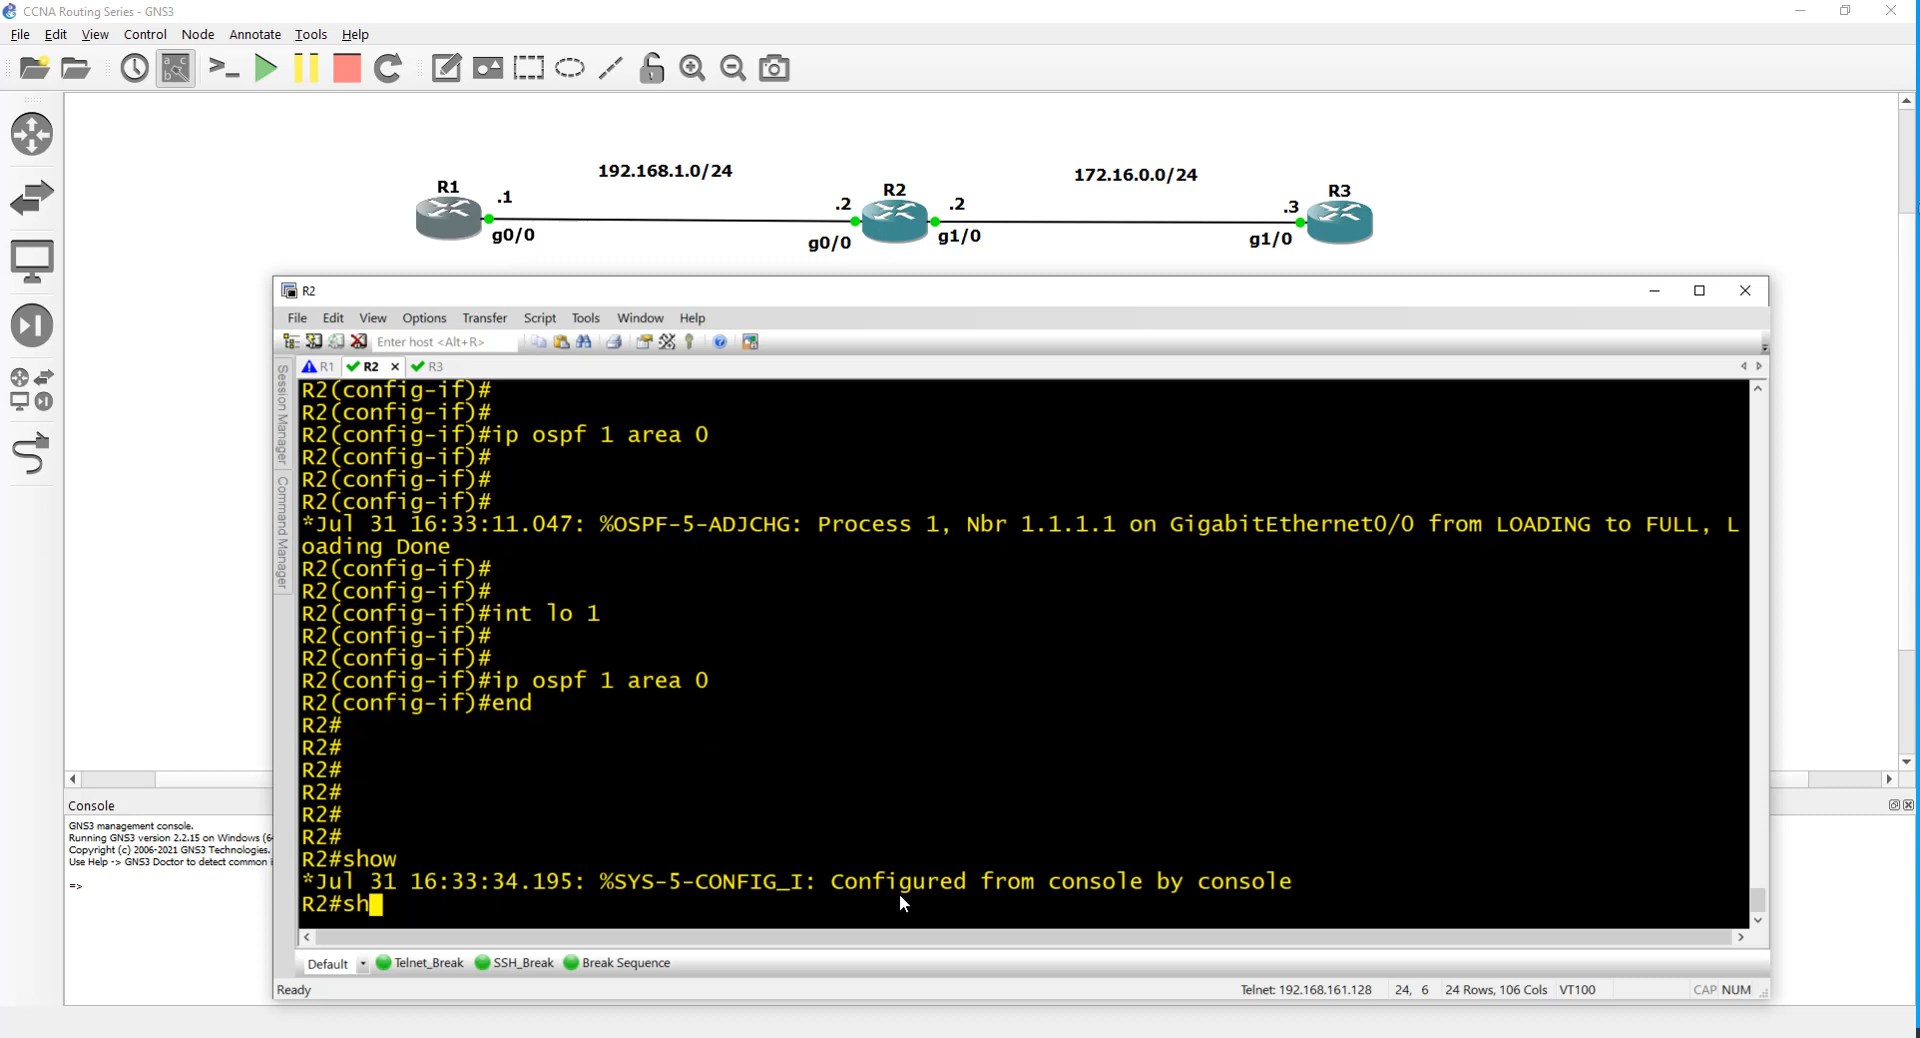 CCNA Routing Series - GNS3
File Edit View Control Node Annotate Tools Help
192.168.1.0/24
172.16.0.0/24
R1
.1
.2
R2
.2
.3
R3
g0/0
g0/0
g1/0
g1/0
R2
File Edit View Options Transfer Script Tools Window Help
Enter host <Alt+R>
R1
R2
R3
Session Manager
Command Manager
R2(config-if)#
R2(config-if)#
R2(config-if)#ip ospf 1 area 0
R2(config-if)#
R2(config-if)#
R2(config-if)#
*Jul 31 16:33:11.047: %OSPF-5-ADJCHG: Process 1, Nbr 1.1.1.1 on GigabitEthernet0/0 from LOADING to FULL, L
oading Done
R2(config-if)#
R2(config-if)#
R2(config-if)#int lo 1
R2(config-if)#
R2(config-if)#
R2(config-if)#ip ospf 1 area 0
R2(config-if)#end
R2#
R2#
R2#
R2#
R2#
R2#
R2#show
*Jul 31 16:33:34.195: %SYS-5-CONFIG_I: Configured from console by console
R2#sh
Default Telnet_Break SSH_Break Break Sequence
Ready Telnet: 192.168.161.128 24, 6 24 Rows, 106 Cols VT100 CAP NUM
Console
GNS3 management console.
Running GNS3 version 2.2.15 on Windows (6
Copyright (c) 2006-2021 GNS3 Technologies.
Use Help -> GNS3 Doctor to detect common i
=>